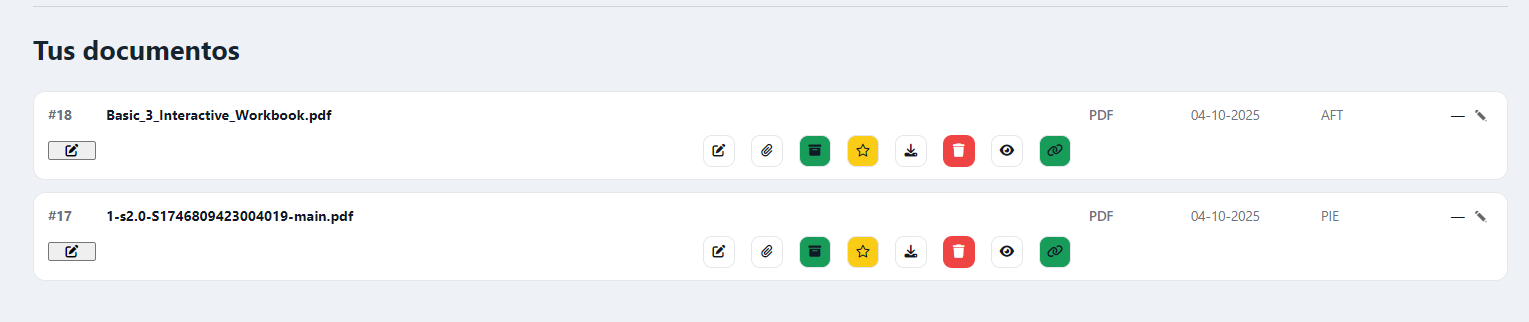 Tus documentos
#18 Basic_3_Interactive_Workbook.pdf PDF 04-10-2025 AFT —
#17 1-s2.0-S1746809423004019-main.pdf PDF 04-10-2025 PIE —